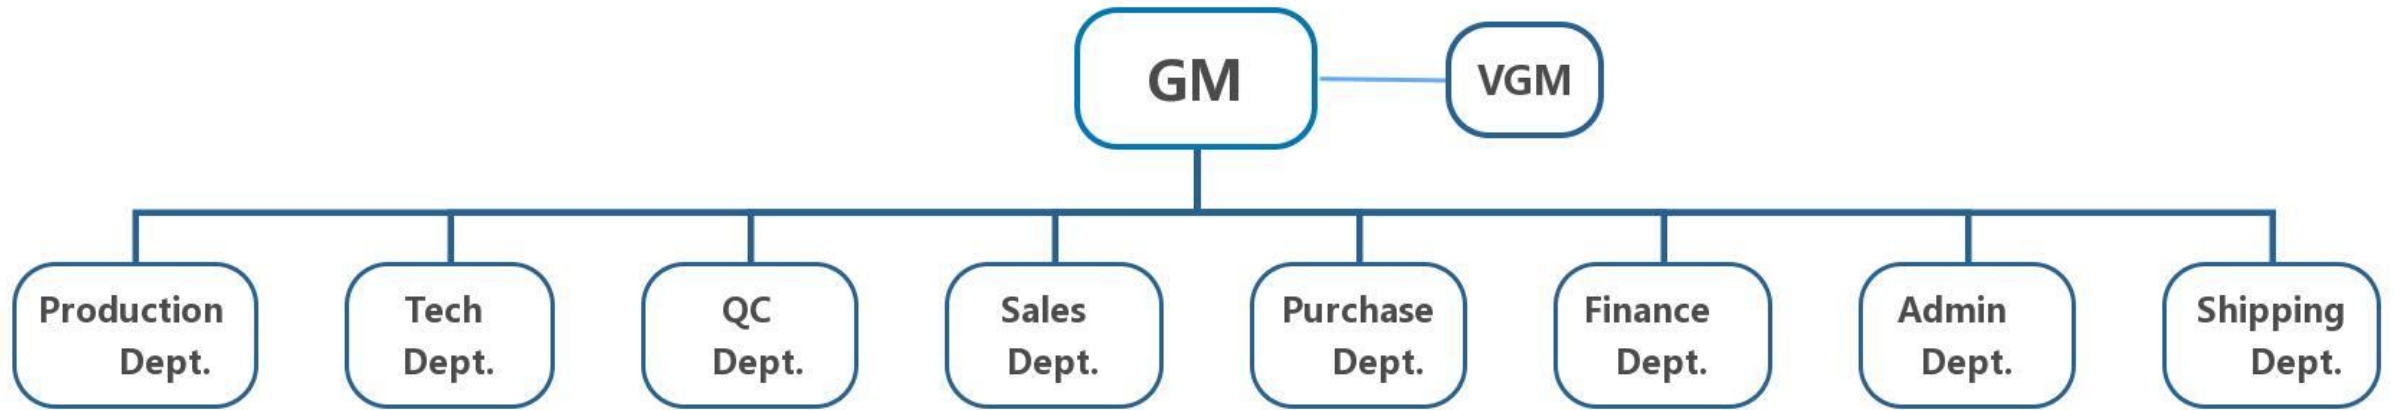 GM
VGM
Production
Dept.
Tech
Dept.
QC
Dept.
Sales
Dept.
Purchase
Dept.
Finance
Dept.
Admin
Dept.
Shipping
Dept.